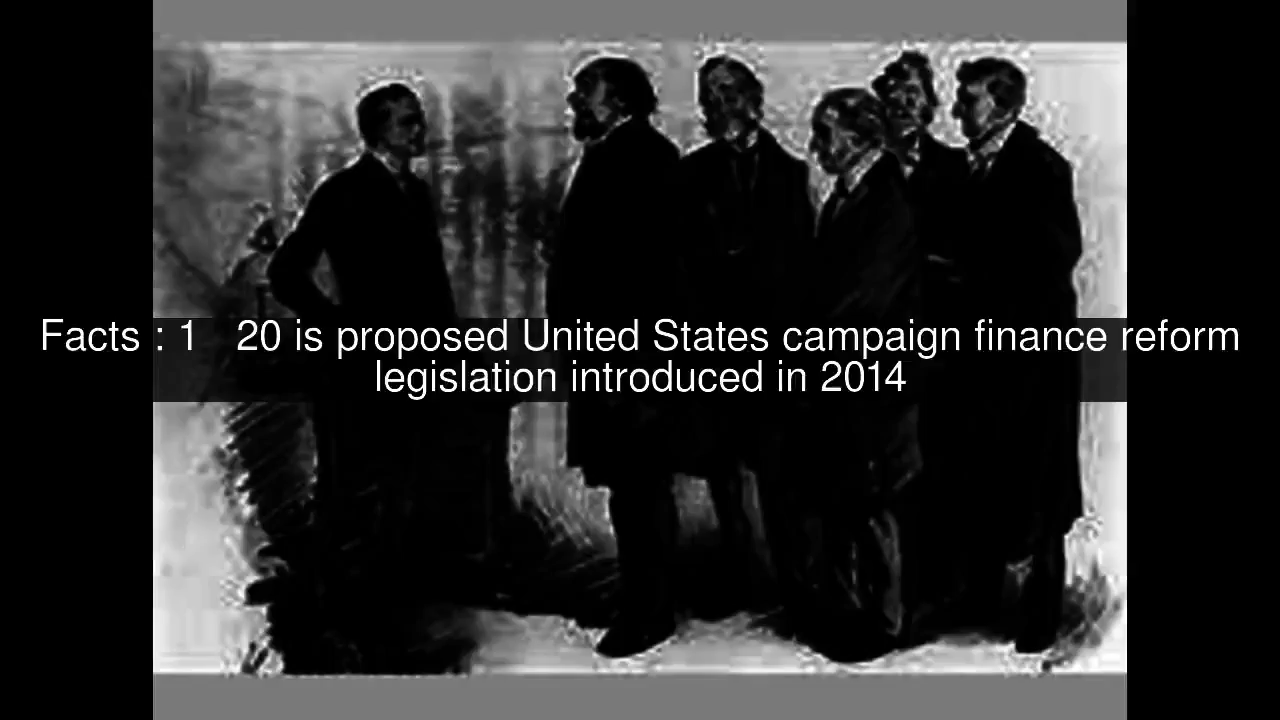 Facts : 1 20 is proposed United States campaign finance reform
legislation introduced in 2014